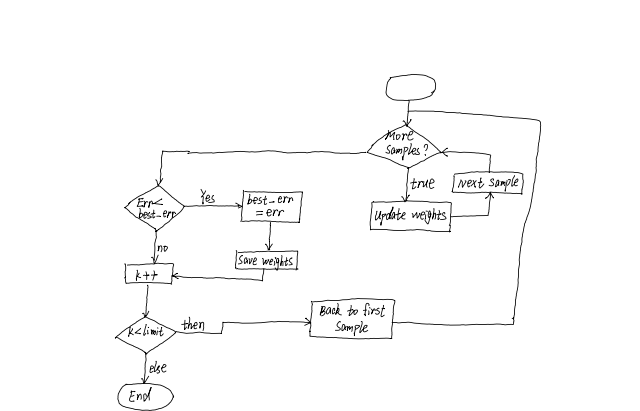 More
Samples?
true
Next Sample
Update weights
Err<
best_err
Yes
best_err
= err
no
Save weights
k++
k<limit
then
Back to first
Sample
else
End